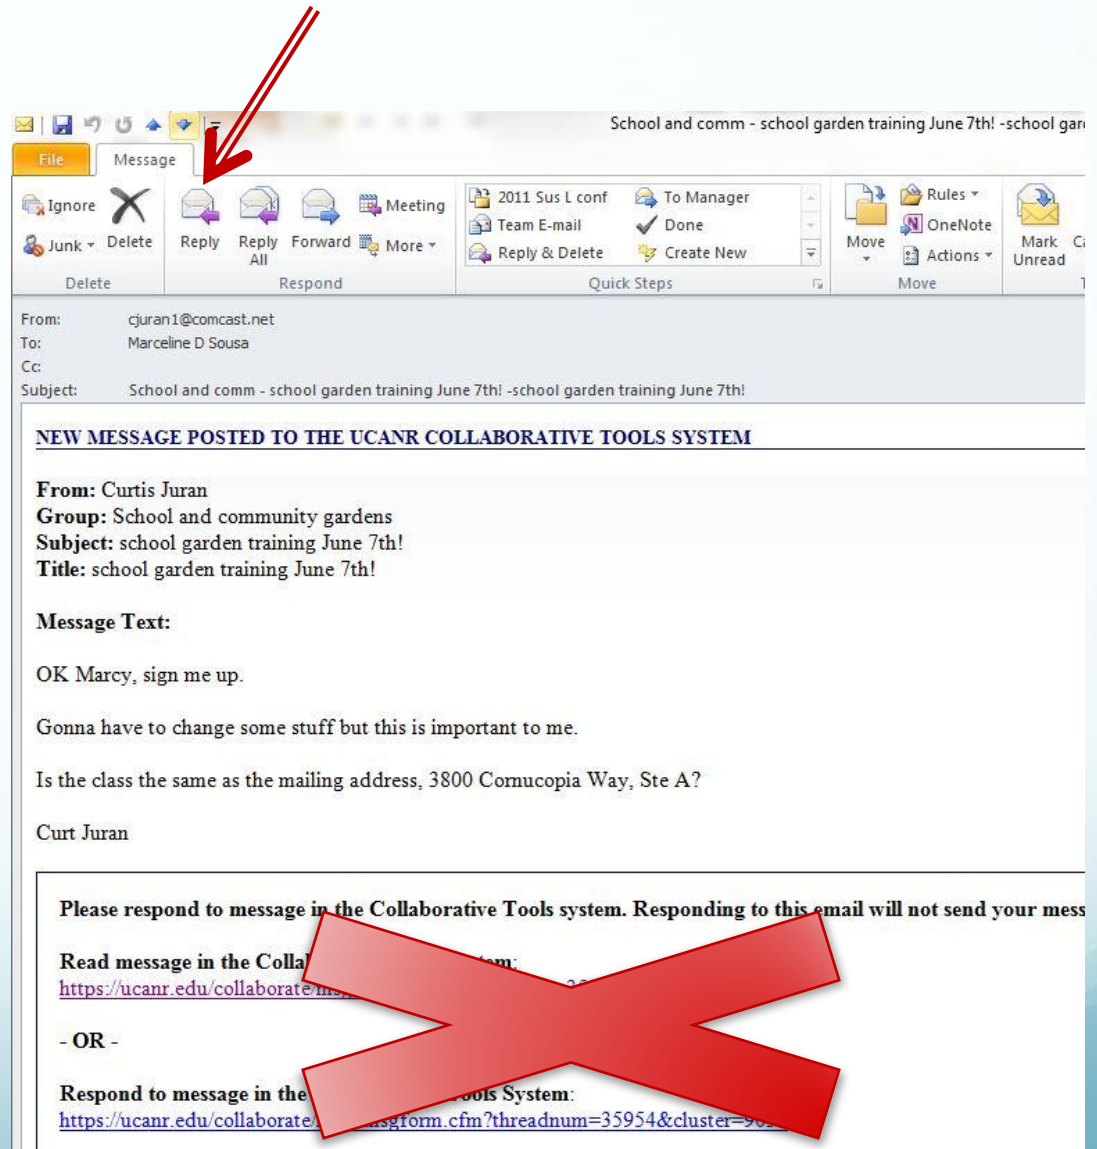 School and comm - school garden training June 7th! -school gar
File Message
Ignore
Junk
Delete
Reply
Reply All
Forward
Meeting
More
2011 Sus L conf
Team E-mail
Reply & Delete
To Manager
Done
Create New
Move
Rules
OneNote
Actions
Mark Unread
Delete
Respond
Quick Steps
Move
From: cjuran1@comcast.net
To: Marceline D Sousa
Cc:
Subject: School and comm - school garden training June 7th! -school garden training June 7th!
NEW MESSAGE POSTED TO THE UCANR COLLABORATIVE TOOLS SYSTEM
From: Curtis Juran
Group: School and community gardens
Subject: school garden training June 7th!
Title: school garden training June 7th!
Message Text:
OK Marcy, sign me up.
Gonna have to change some stuff but this is important to me.
Is the class the same as the mailing address, 3800 Cornucopia Way, Ste A?
Curt Juran
Please respond to message in the Collaborative Tools system. Responding to this email will not send your mess
Read message in the
https://ucanr.edu/collaborate/
- OR -
Respond to message in the Tools System:
https://ucanr.edu/collaborate/ msgform.cfm?threadnum=35954&cluster=